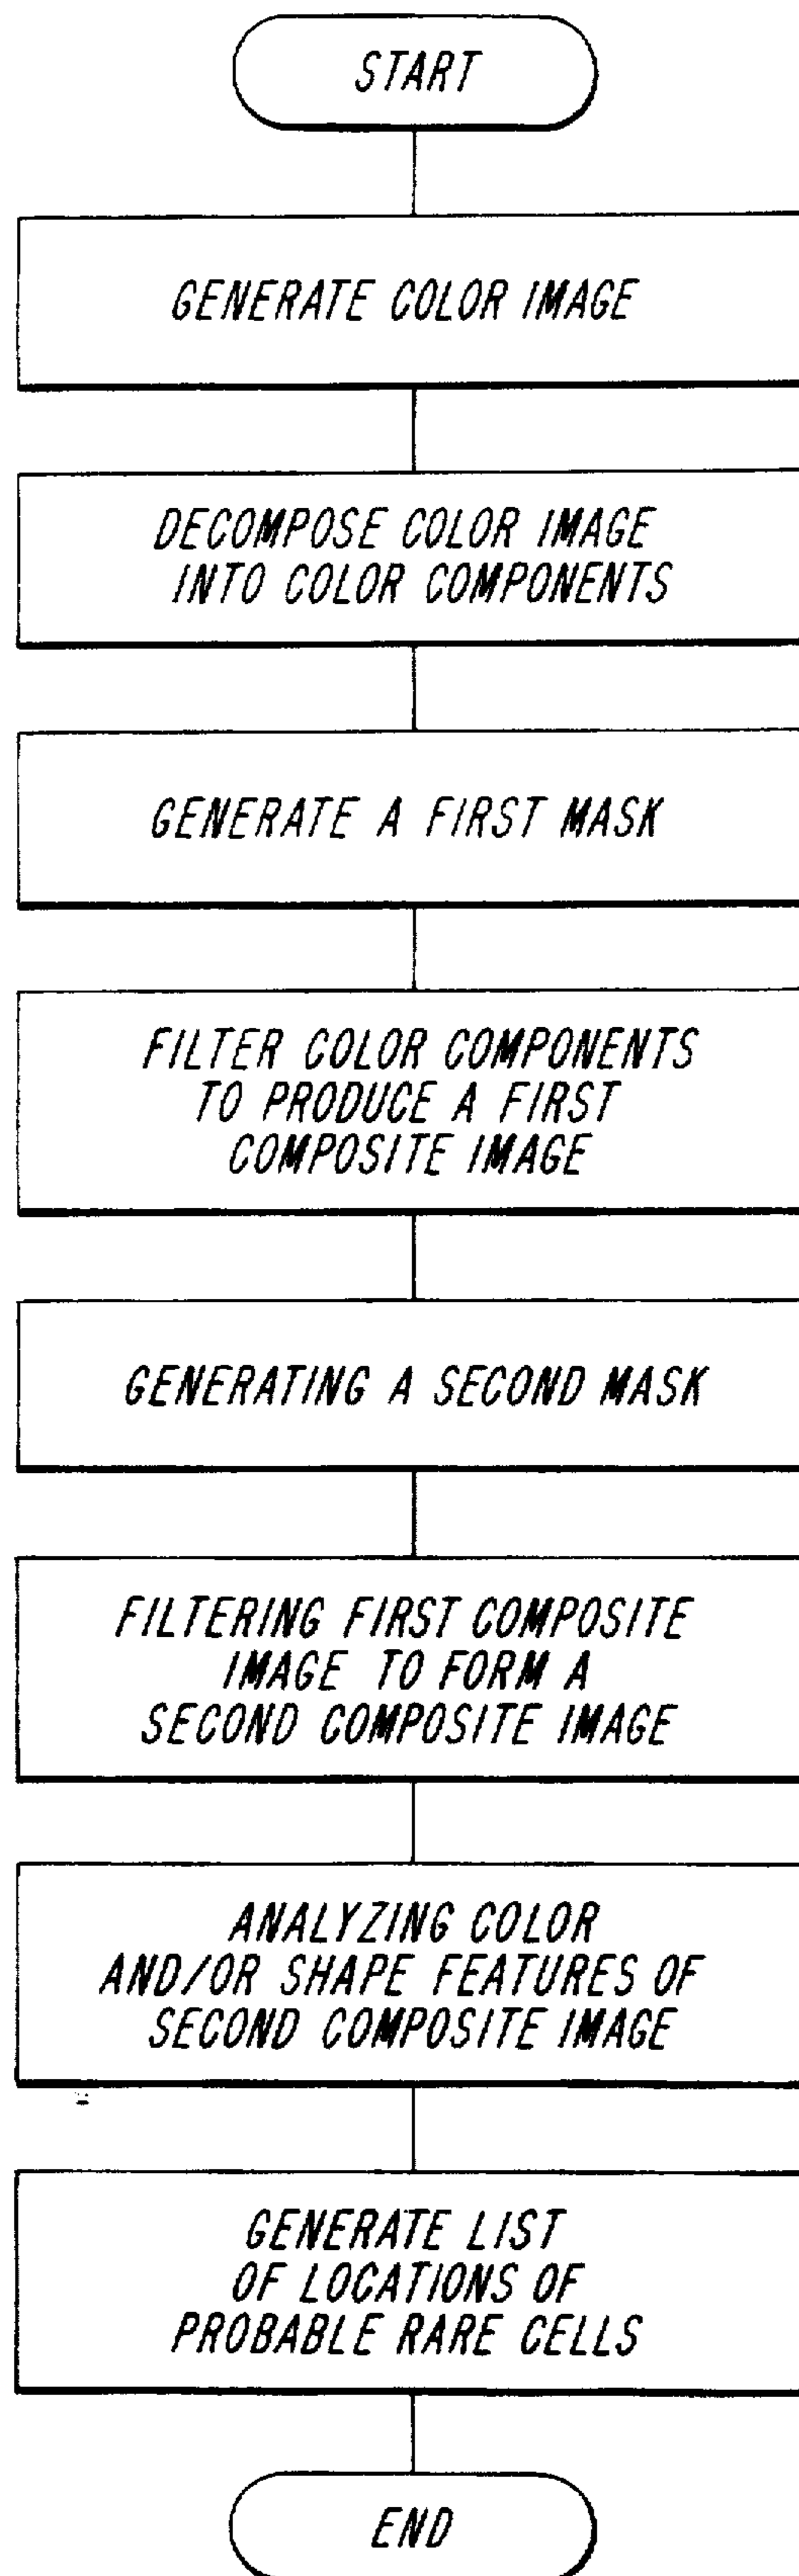 START
GENERATE COLOR IMAGE
DECOMPOSE COLOR IMAGE
INTO COLOR COMPONENTS
GENERATE A FIRST MASK
FILTER COLOR COMPONENTS
TO PRODUCE A FIRST
COMPOSITE IMAGE
GENERATING A SECOND MASK
FILTERING FIRST COMPOSITE
IMAGE TO FORM A
SECOND COMPOSITE IMAGE
ANALYZING COLOR
AND/OR SHAPE FEATURES OF
SECOND COMPOSITE IMAGE
GENERATE LIST
OF LOCATIONS OF
PROBABLE RARE CELLS
END